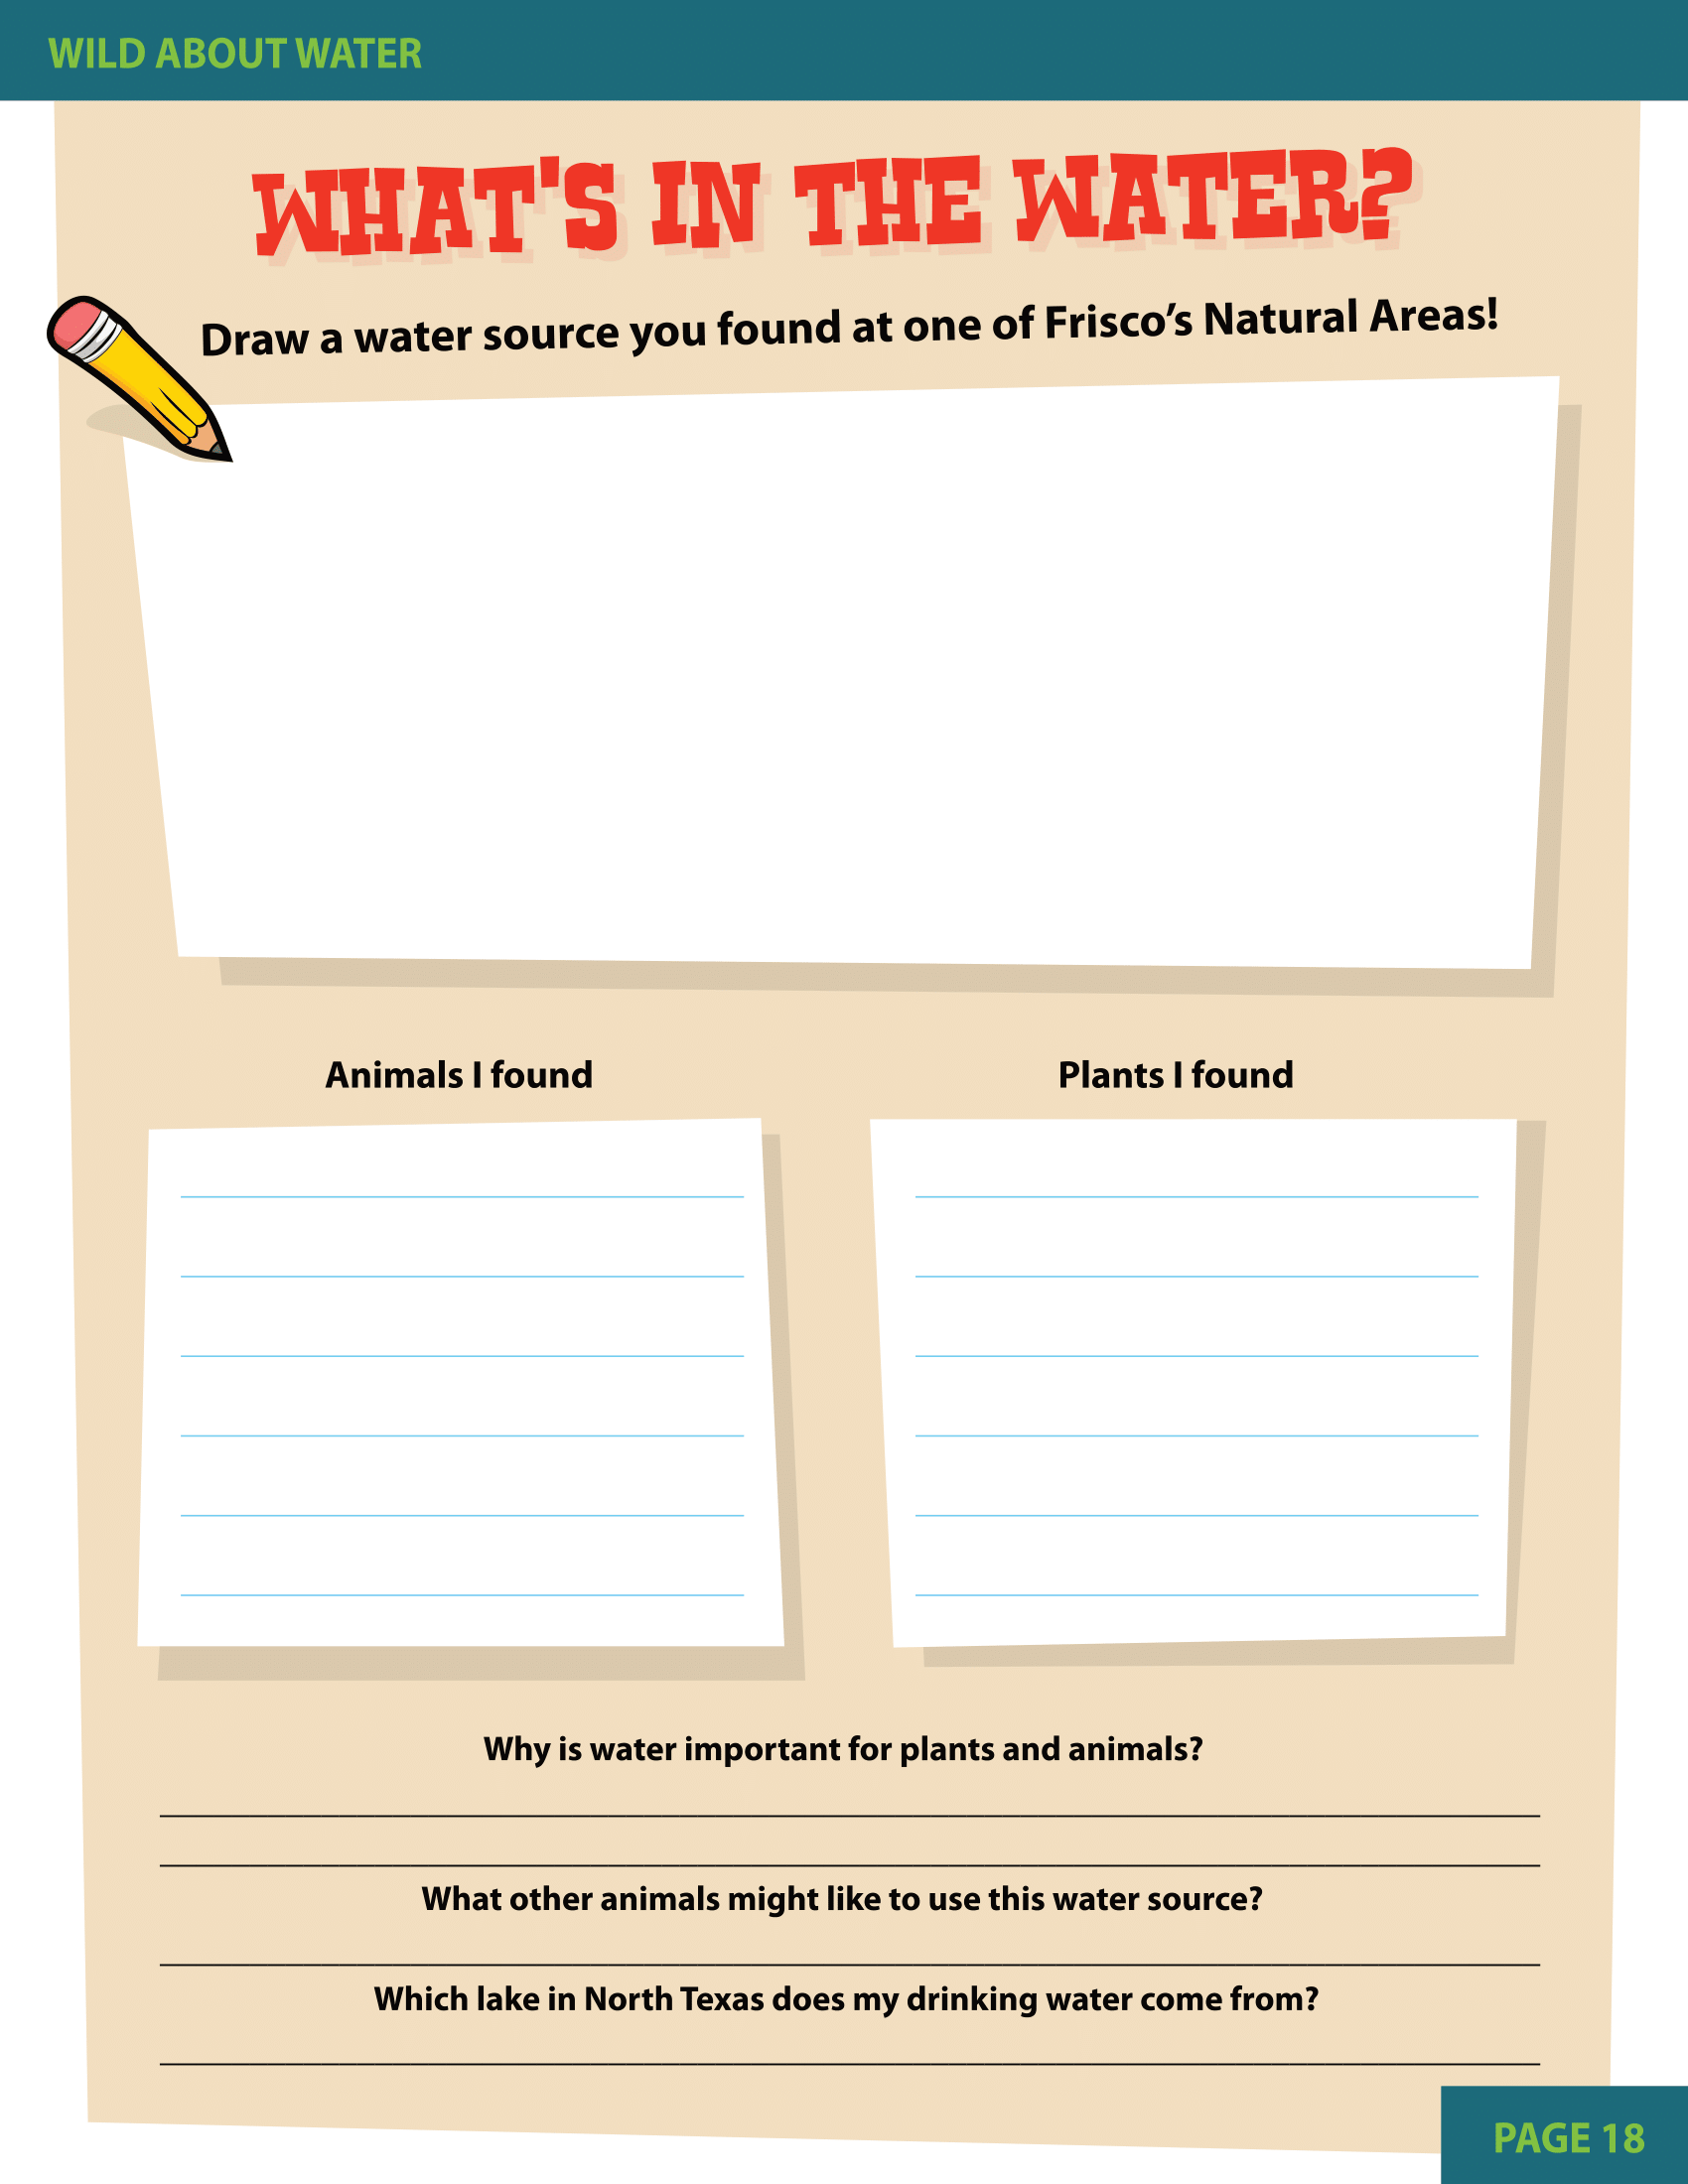 WILD ABOUT WATER
WHAT'S IN THE WATER?
Draw a water source you found at one of Frisco’s Natural Areas!
Animals I found
Plants I found
Why is water important for plants and animals?
What other animals might like to use this water source?
Which lake in North Texas does my drinking water come from?
PAGE 18